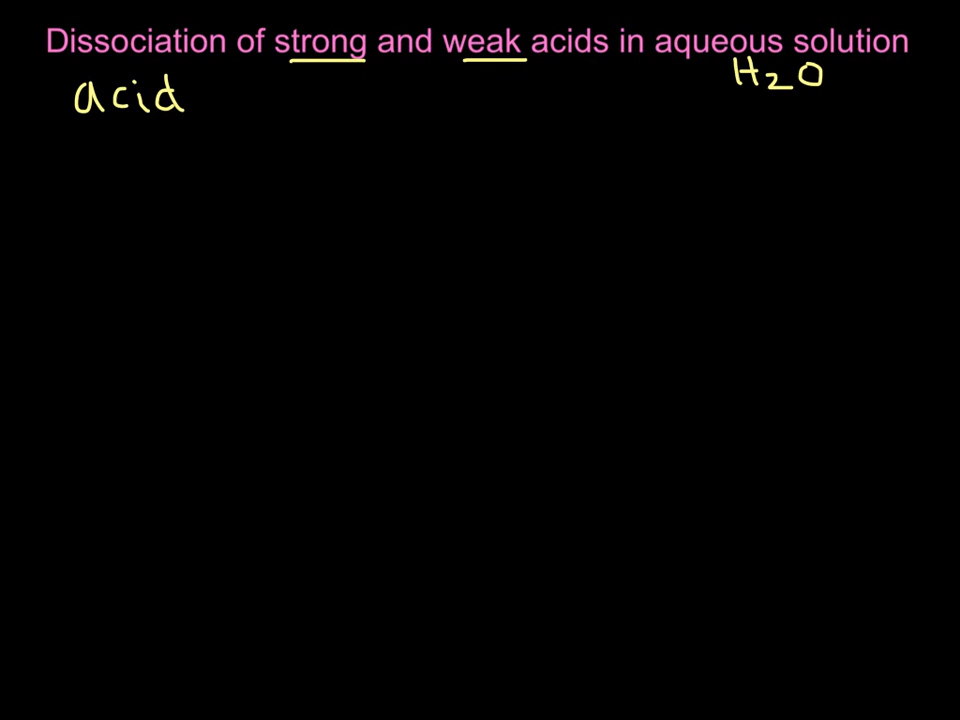 Dissociation of strong and weak acids in aqueous solution
H2O
acid